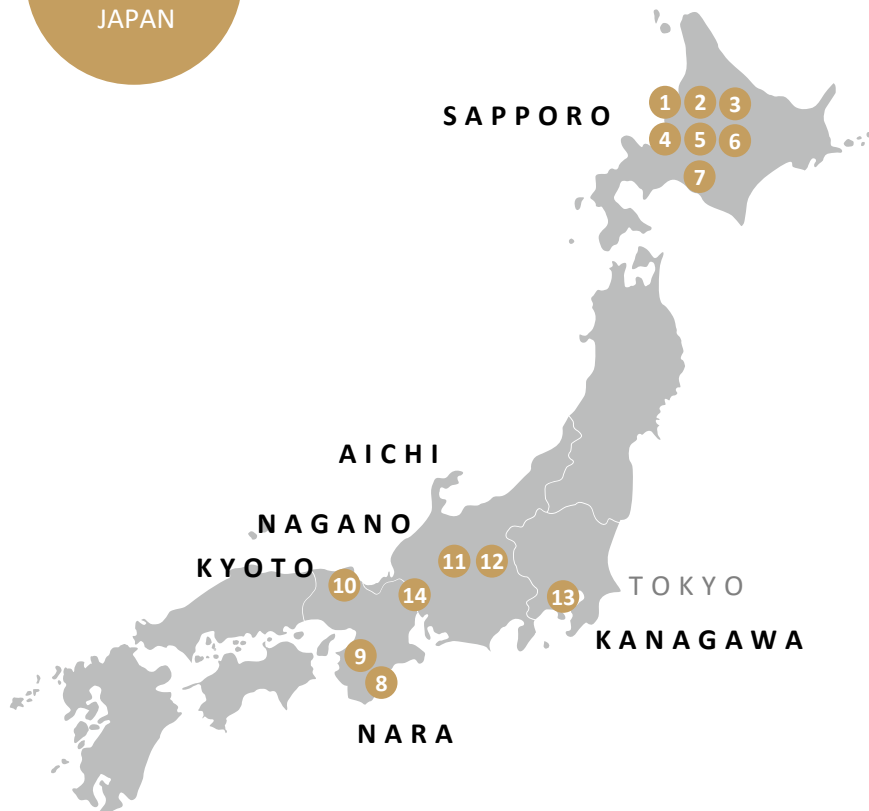 JAPAN
SAPPORO
1 2 3
4 5 6
7
AICHI
NAGANO
KYOTO
11 12
10
14
13
TOKYO
KANAGAWA
9
8
NARA